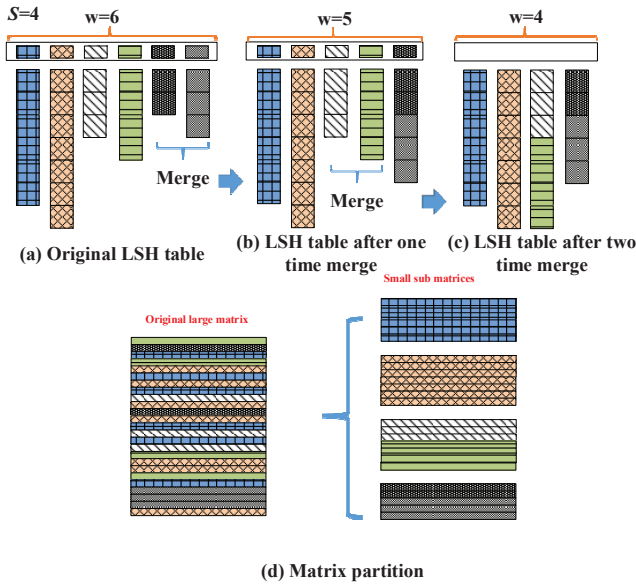 S=4
w=6
w=5
w=4
Merge
Merge
(a) Original LSH table
(b) LSH table after one
time merge
(c) LSH table after two
time merge
Small sub matrices
Original large matrix
(d) Matrix partition